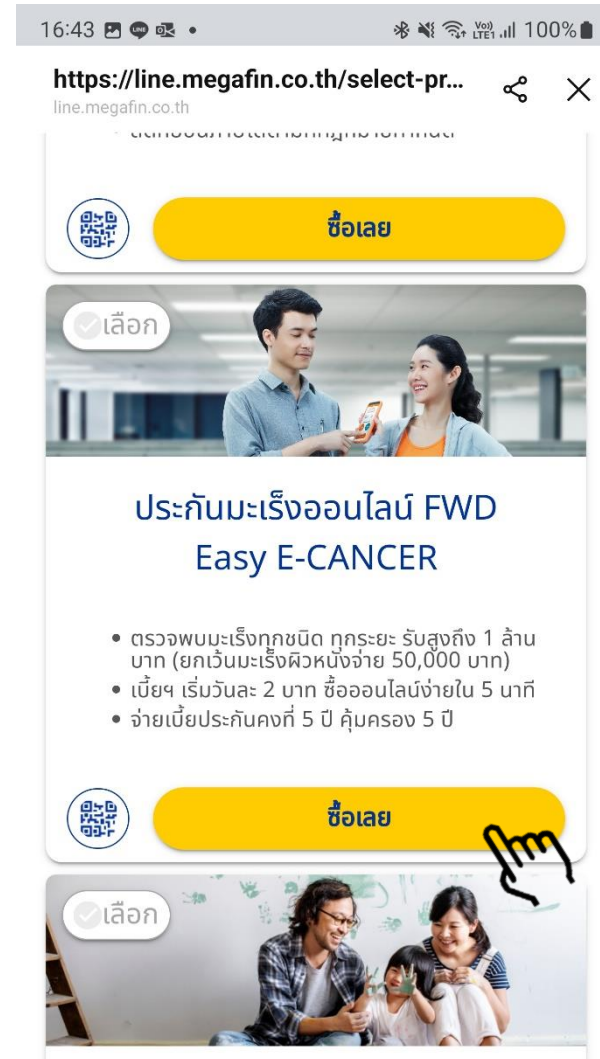 16:43
Vo)) LTE1 100%
https://line.megafin.co.th/select-pr...
line.megafin.co.th
ซื้อเลย
เลือก
ประกันมะเร็งออนไลน์ FWD
Easy E-CANCER
• ตรวจพบมะเร็งทุกชนิด ทุกระยะ รับสูงถึง 1 ล้าน
บาท (ยกเว้นมะเร็งผิวหนังจ่าย 50,000 บาท)
• เบี้ยฯ เริ่มวันละ 2 บาท ซื้อออนไลน์ง่ายใน 5 นาที
• จ่ายเบี้ยประกันคงที่ 5 ปี คุ้มครอง 5 ปี
ซื้อเลย
เลือก